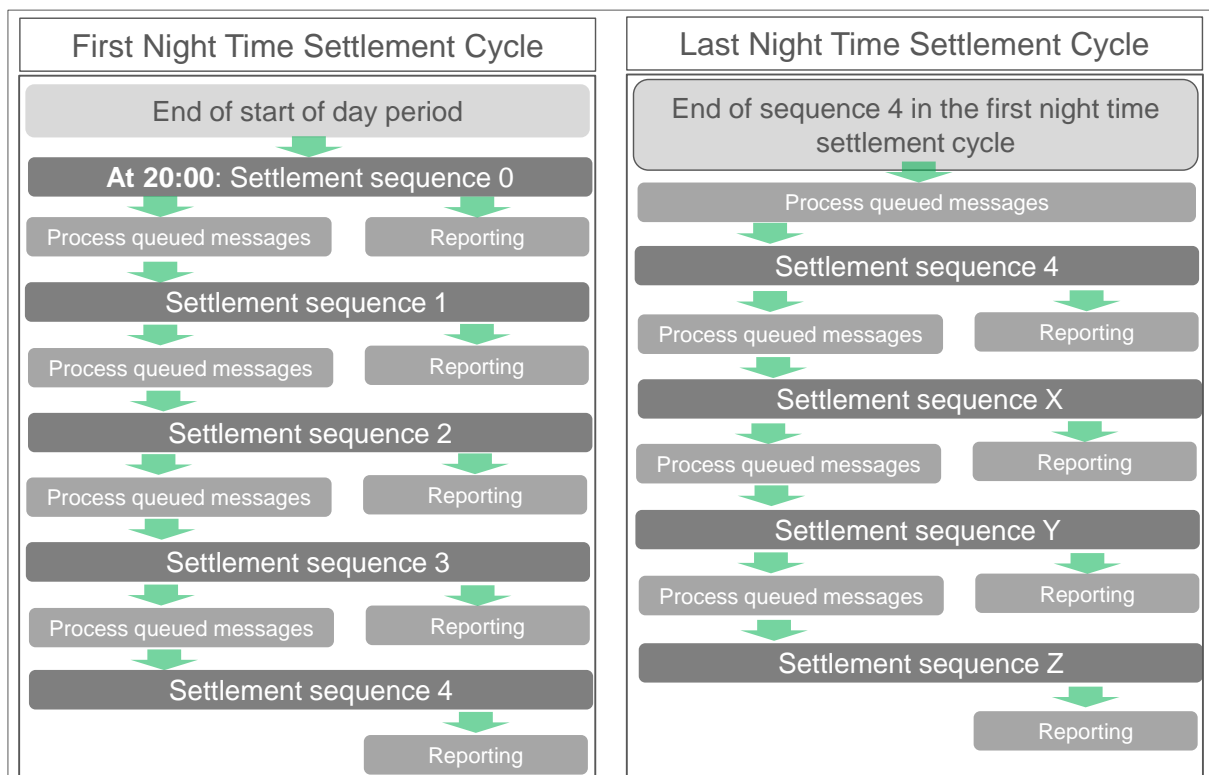 First Night Time Settlement Cycle
End of start of day period
At 20:00: Settlement sequence 0
Process queued messages
Reporting
Settlement sequence 1
Process queued messages
Reporting
Settlement sequence 2
Process queued messages
Reporting
Settlement sequence 3
Process queued messages
Reporting
Settlement sequence 4
Reporting
Last Night Time Settlement Cycle
End of sequence 4 in the first night time
settlement cycle
Process queued messages
Settlement sequence 4
Process queued messages
Reporting
Settlement sequence X
Process queued messages
Reporting
Settlement sequence Y
Process queued messages
Reporting
Settlement sequence Z
Reporting